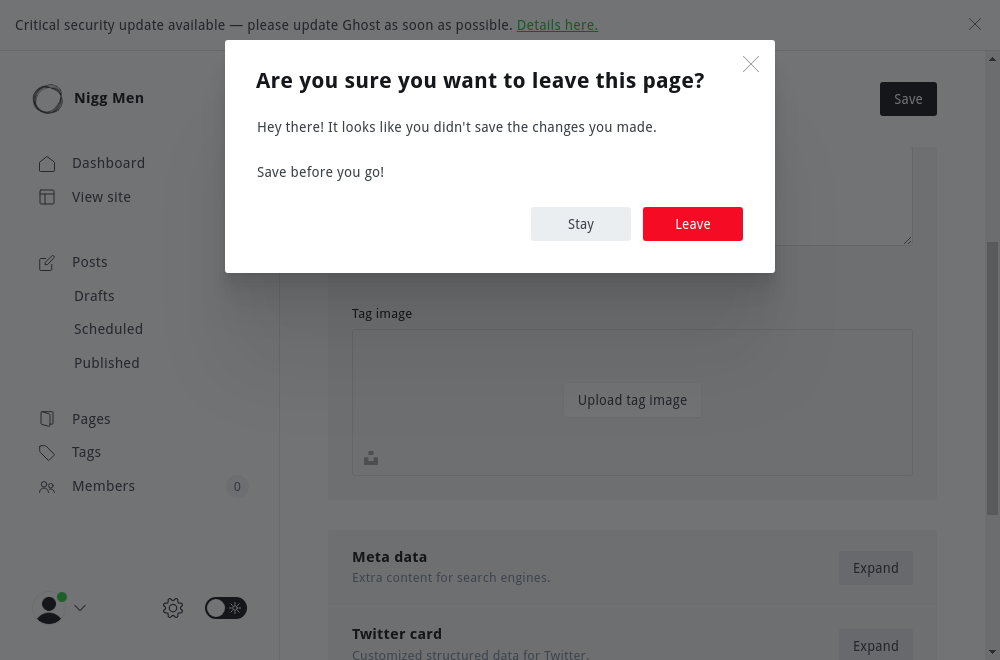 Critical security update available — please update Ghost as soon as possible. Details here.
Nigg Men
Dashboard
View site
Posts
Drafts
Scheduled
Published
Pages
Tags
Members
0
Are you sure you want to leave this page?
Hey there! It looks like you didn't save the changes you made.
Save before you go!
Stay
Leave
Save
Tag image
Upload tag image
Meta data
Extra content for search engines.
Expand
Twitter card
Customized structured data for Twitter.
Expand